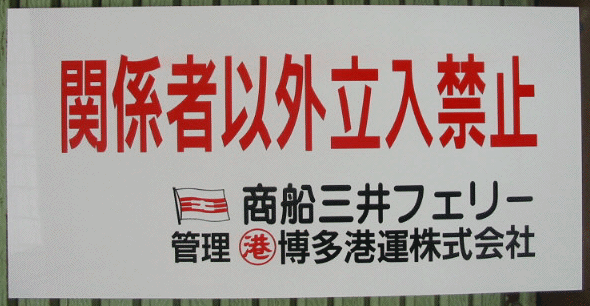 関係者以外立入禁止
商船三井フェリー
管理 港 博多港運株式会社